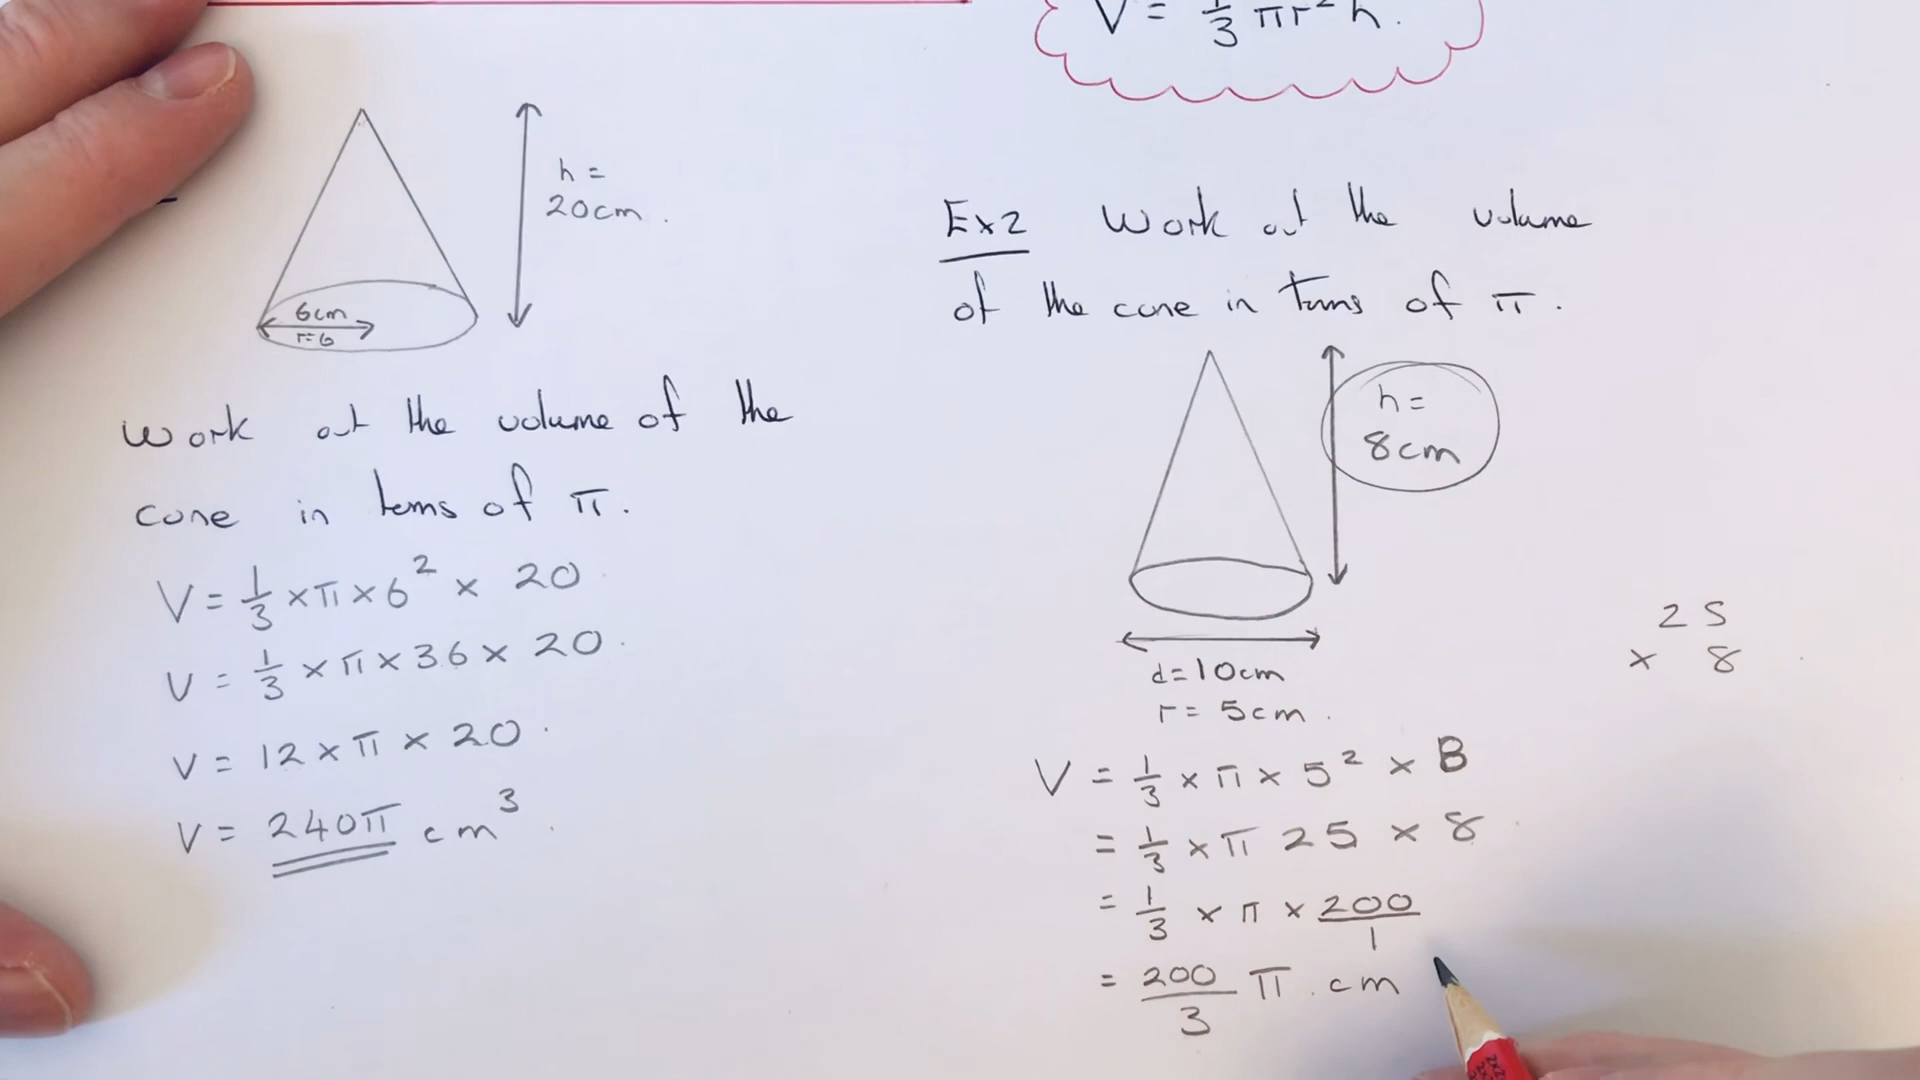 V = 1/3 πr² h.
h =
20cm.
6cm
r=6
Work out the volume of the
cone in terms of π.
V = 1/3 × π × 6² × 20
V = 1/3 × π × 36 × 20.
V = 12 × π × 20.
V = 240π cm³.
Ex2 Work out the volume
of the cone in terms of π.
h =
8cm
d=10cm
r= 5cm.
25
× 8
V = 1/3 × π × 5² × 8
= 1/3 × π 25 × 8
= 1/3 × π × 200/1
= 200/3 π cm